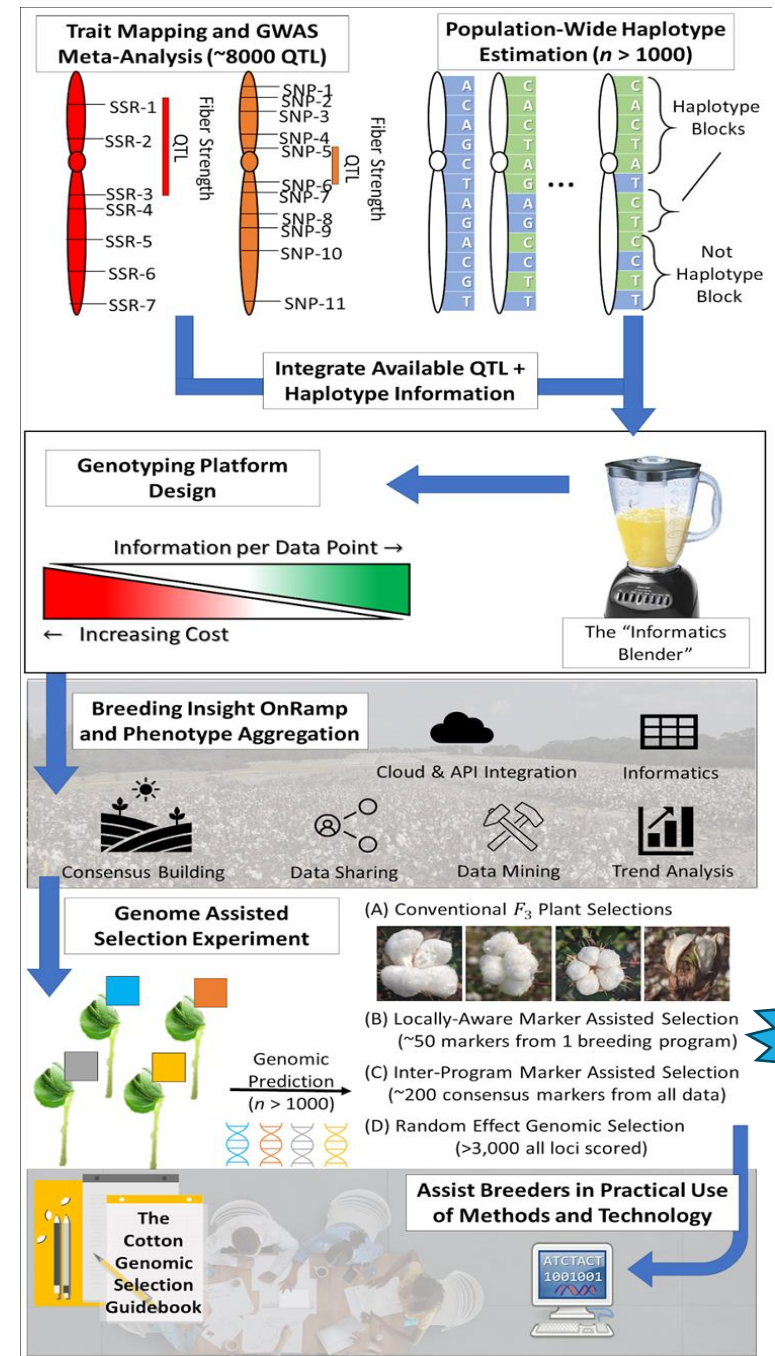 Trait Mapping and GWAS
Meta-Analysis (~8000 QTL)
SSR-1
SSR-2
SSR-3
SSR-4
SSR-5
SSR-6
SSR-7
QTL
Fiber Strength
SNP-1
SNP-2
SNP-3
SNP-4
SNP-5
SNP-6
SNP-7
SNP-8
SNP-9
SNP-10
SNP-11
QTL
Fiber Strength
Population-Wide Haplotype
Estimation (n > 1000)
A
C
A
G
C
T
A
G
A
C
G
T
C
A
C
T
A
G
A
G
C
C
T
T
...
C
A
C
T
A
T
C
T
C
C
T
T
Haplotype
Blocks
Not
Haplotype
Block
Integrate Available QTL +
Haplotype Information
Genotyping Platform
Design
Information per Data Point →
← Increasing Cost
The “Informatics
Blender”
Breeding Insight OnRamp
and Phenotype Aggregation
Cloud & API Integration
Informatics
Consensus Building
Data Sharing
Data Mining
Trend Analysis
Genome Assisted
Selection Experiment
Genomic
Prediction
(n > 1000)
(A) Conventional F₃ Plant Selections
(B) Locally-Aware Marker Assisted Selection
(~50 markers from 1 breeding program)
(C) Inter-Program Marker Assisted Selection
(~200 consensus markers from all data)
(D) Random Effect Genomic Selection
(>3,000 all loci scored)
Assist Breeders in Practical Use
of Methods and Technology
The
Cotton
Genomic
Selection
Guidebook
ATCTACT
1001001